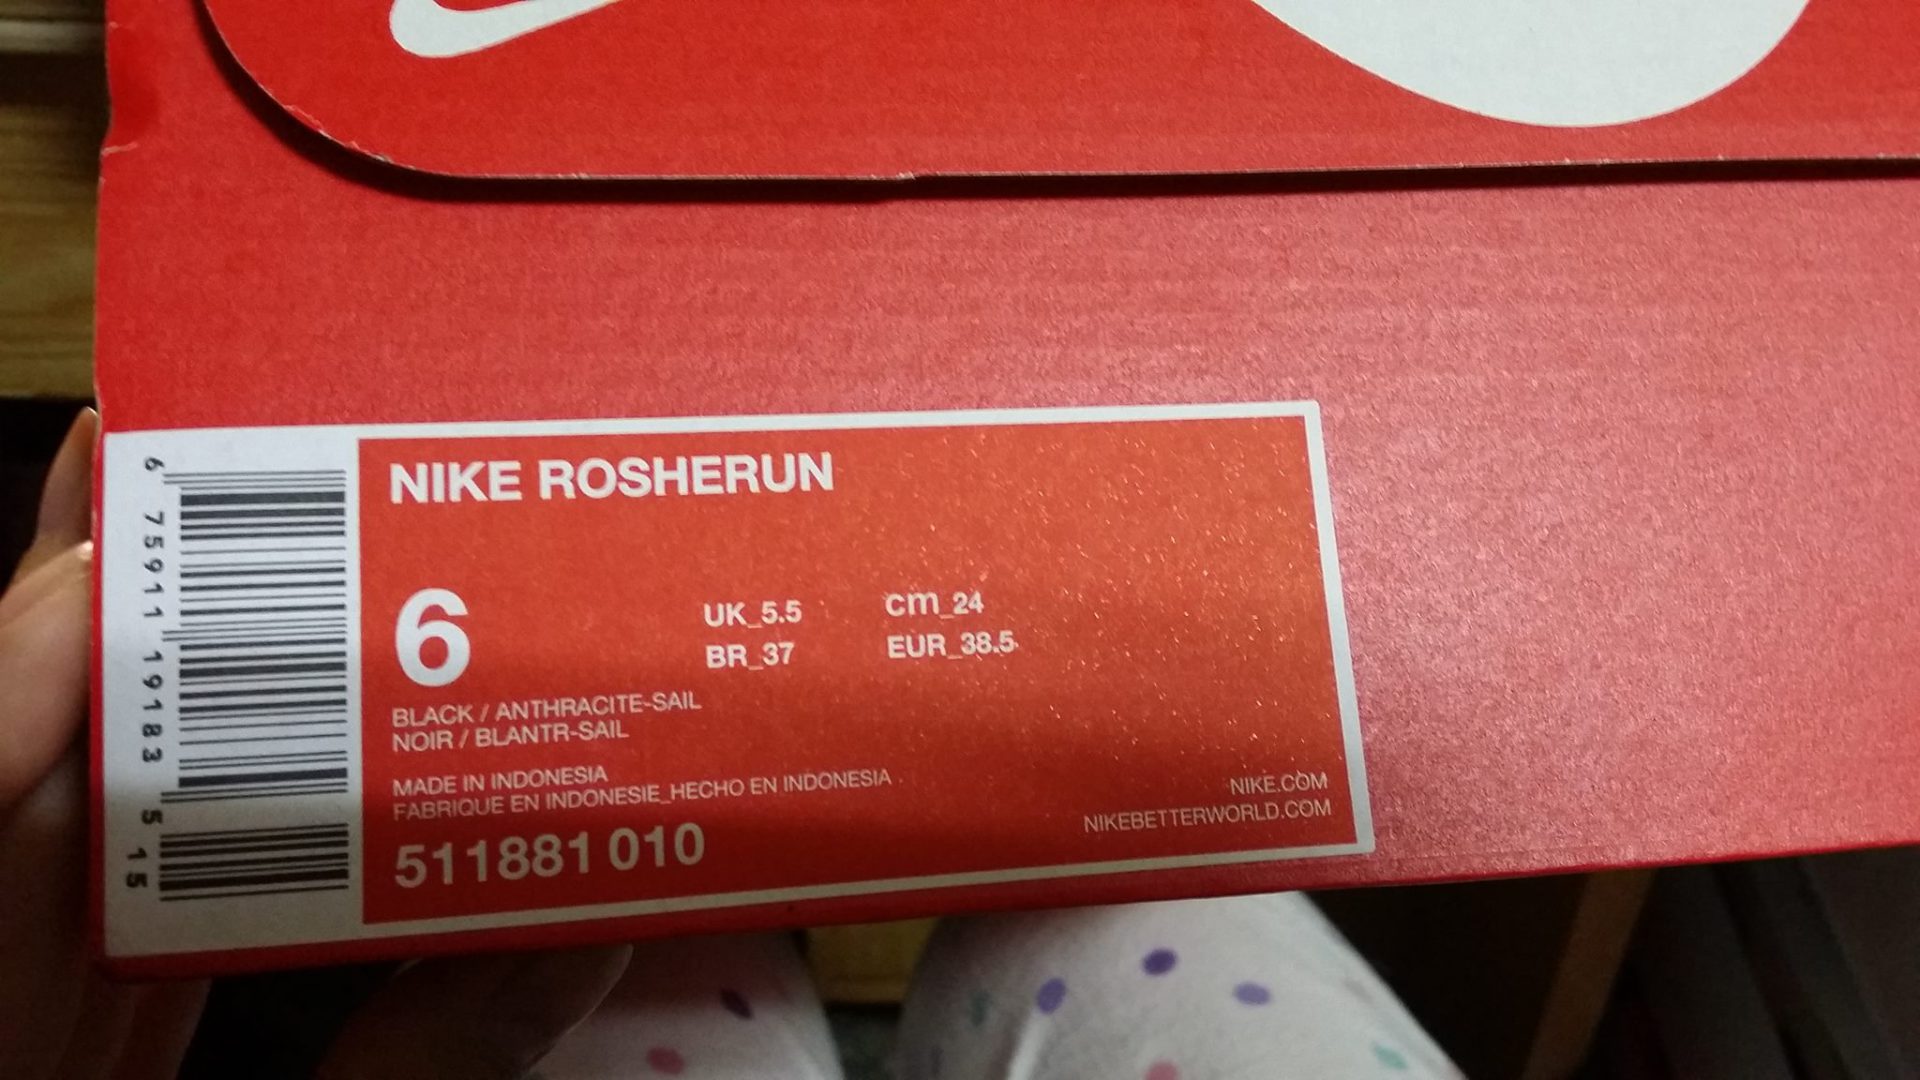 NIKE ROSHERUN
6
UK_5.5 cm_24
BR_37 EUR_38.5
BLACK / ANTHRACITE-SAIL
NOIR / BLANTR-SAIL
MADE IN INDONESIA
FABRIQUE EN INDONESIE_HECHO EN INDONESIA
511881 010
NIKE.COM
NIKEBETTERWORLD.COM
6 75911 19183 5 15